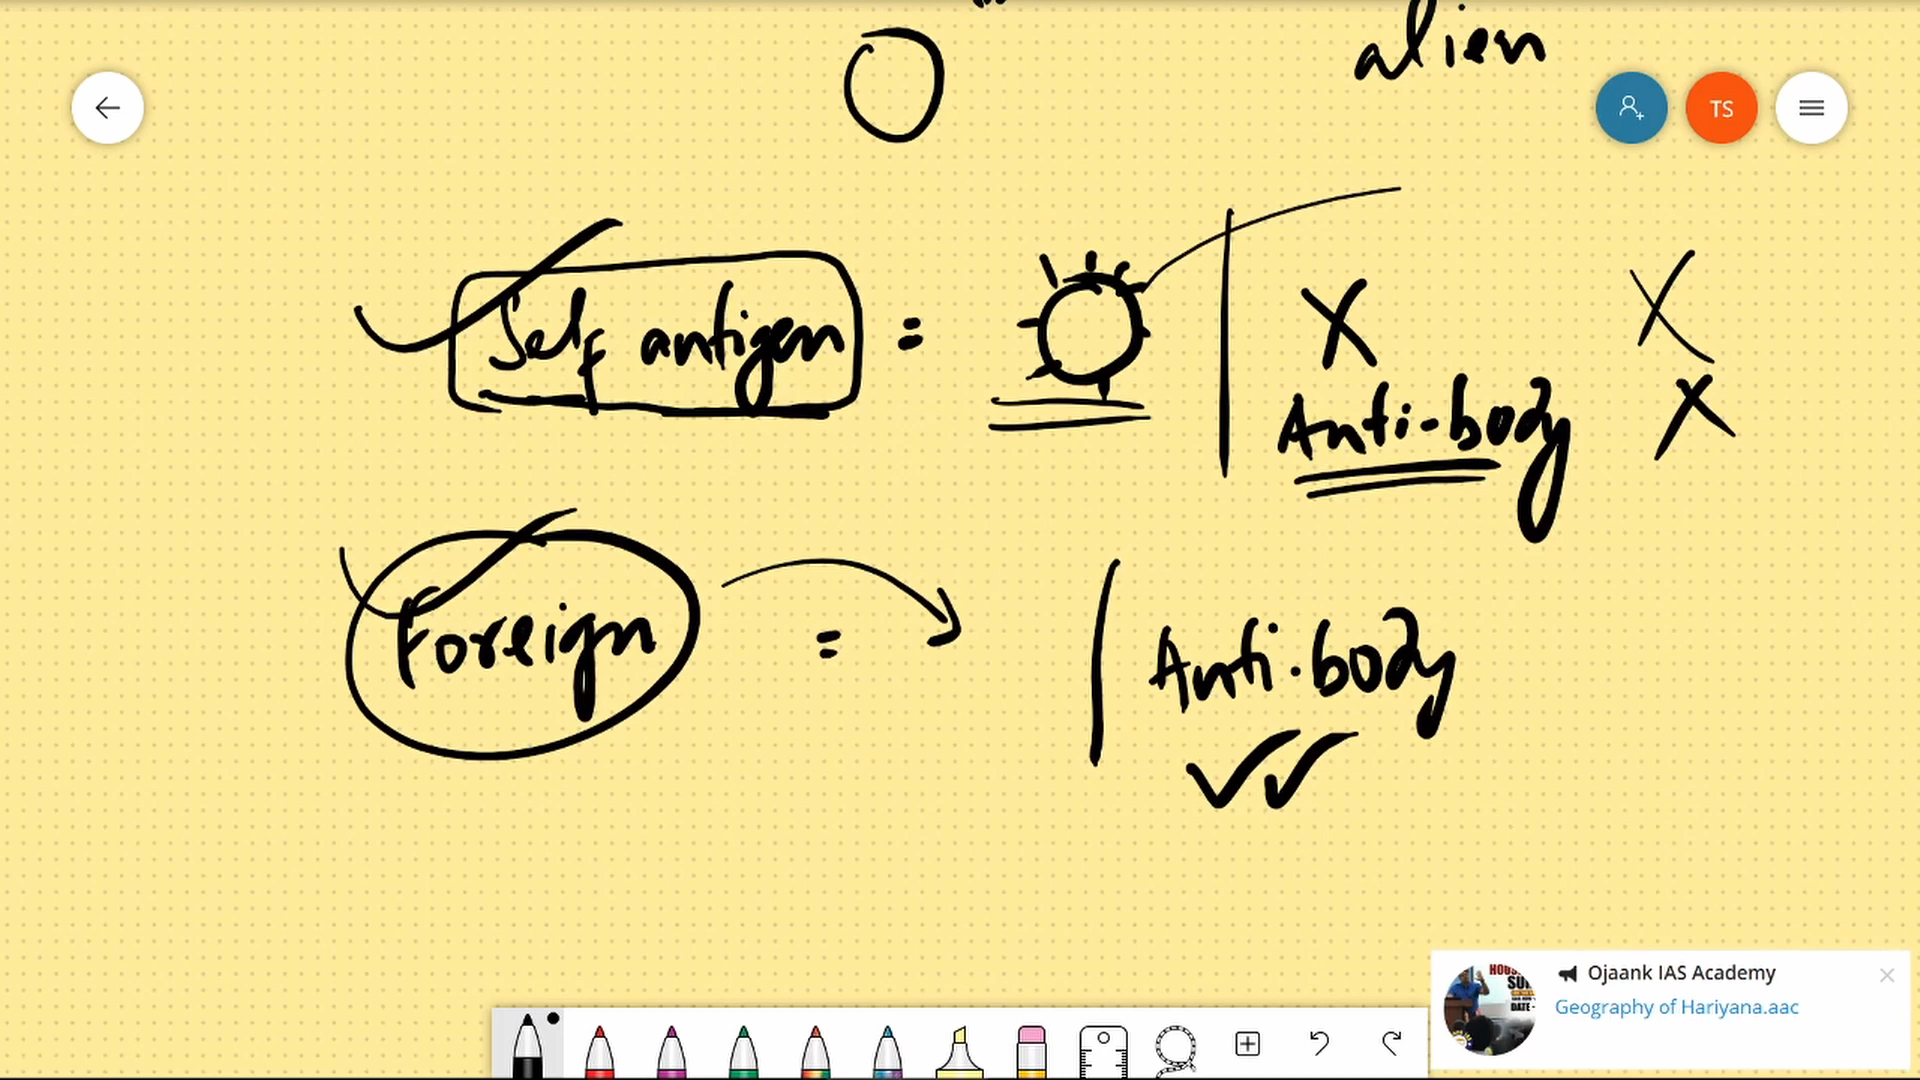 alien
TS
Self antigen = X X
Anti-body X
Foreign = Anti-body
Ojaank IAS Academy
Geography of Hariyana.aac